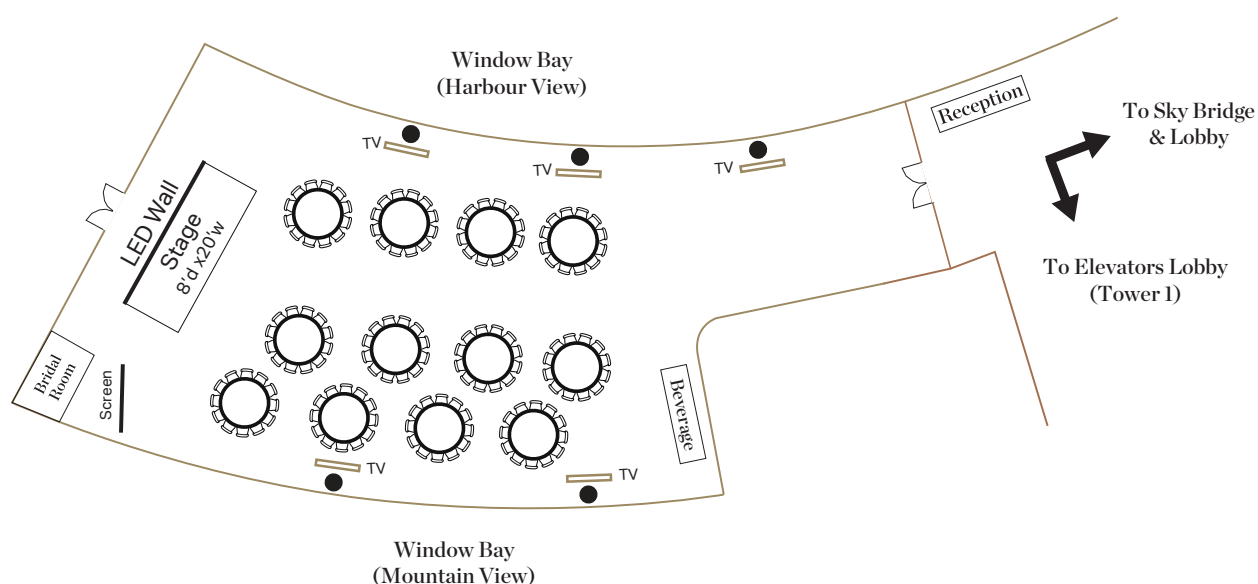 Window Bay
(Harbour View)
Reception
To Sky Bridge
& Lobby
TV
TV
TV
LED Wall
Stage
8'd x20'w
To Elevators Lobby
(Tower 1)
Bridal
Room
Screen
Beverage
TV
TV
Window Bay
(Mountain View)